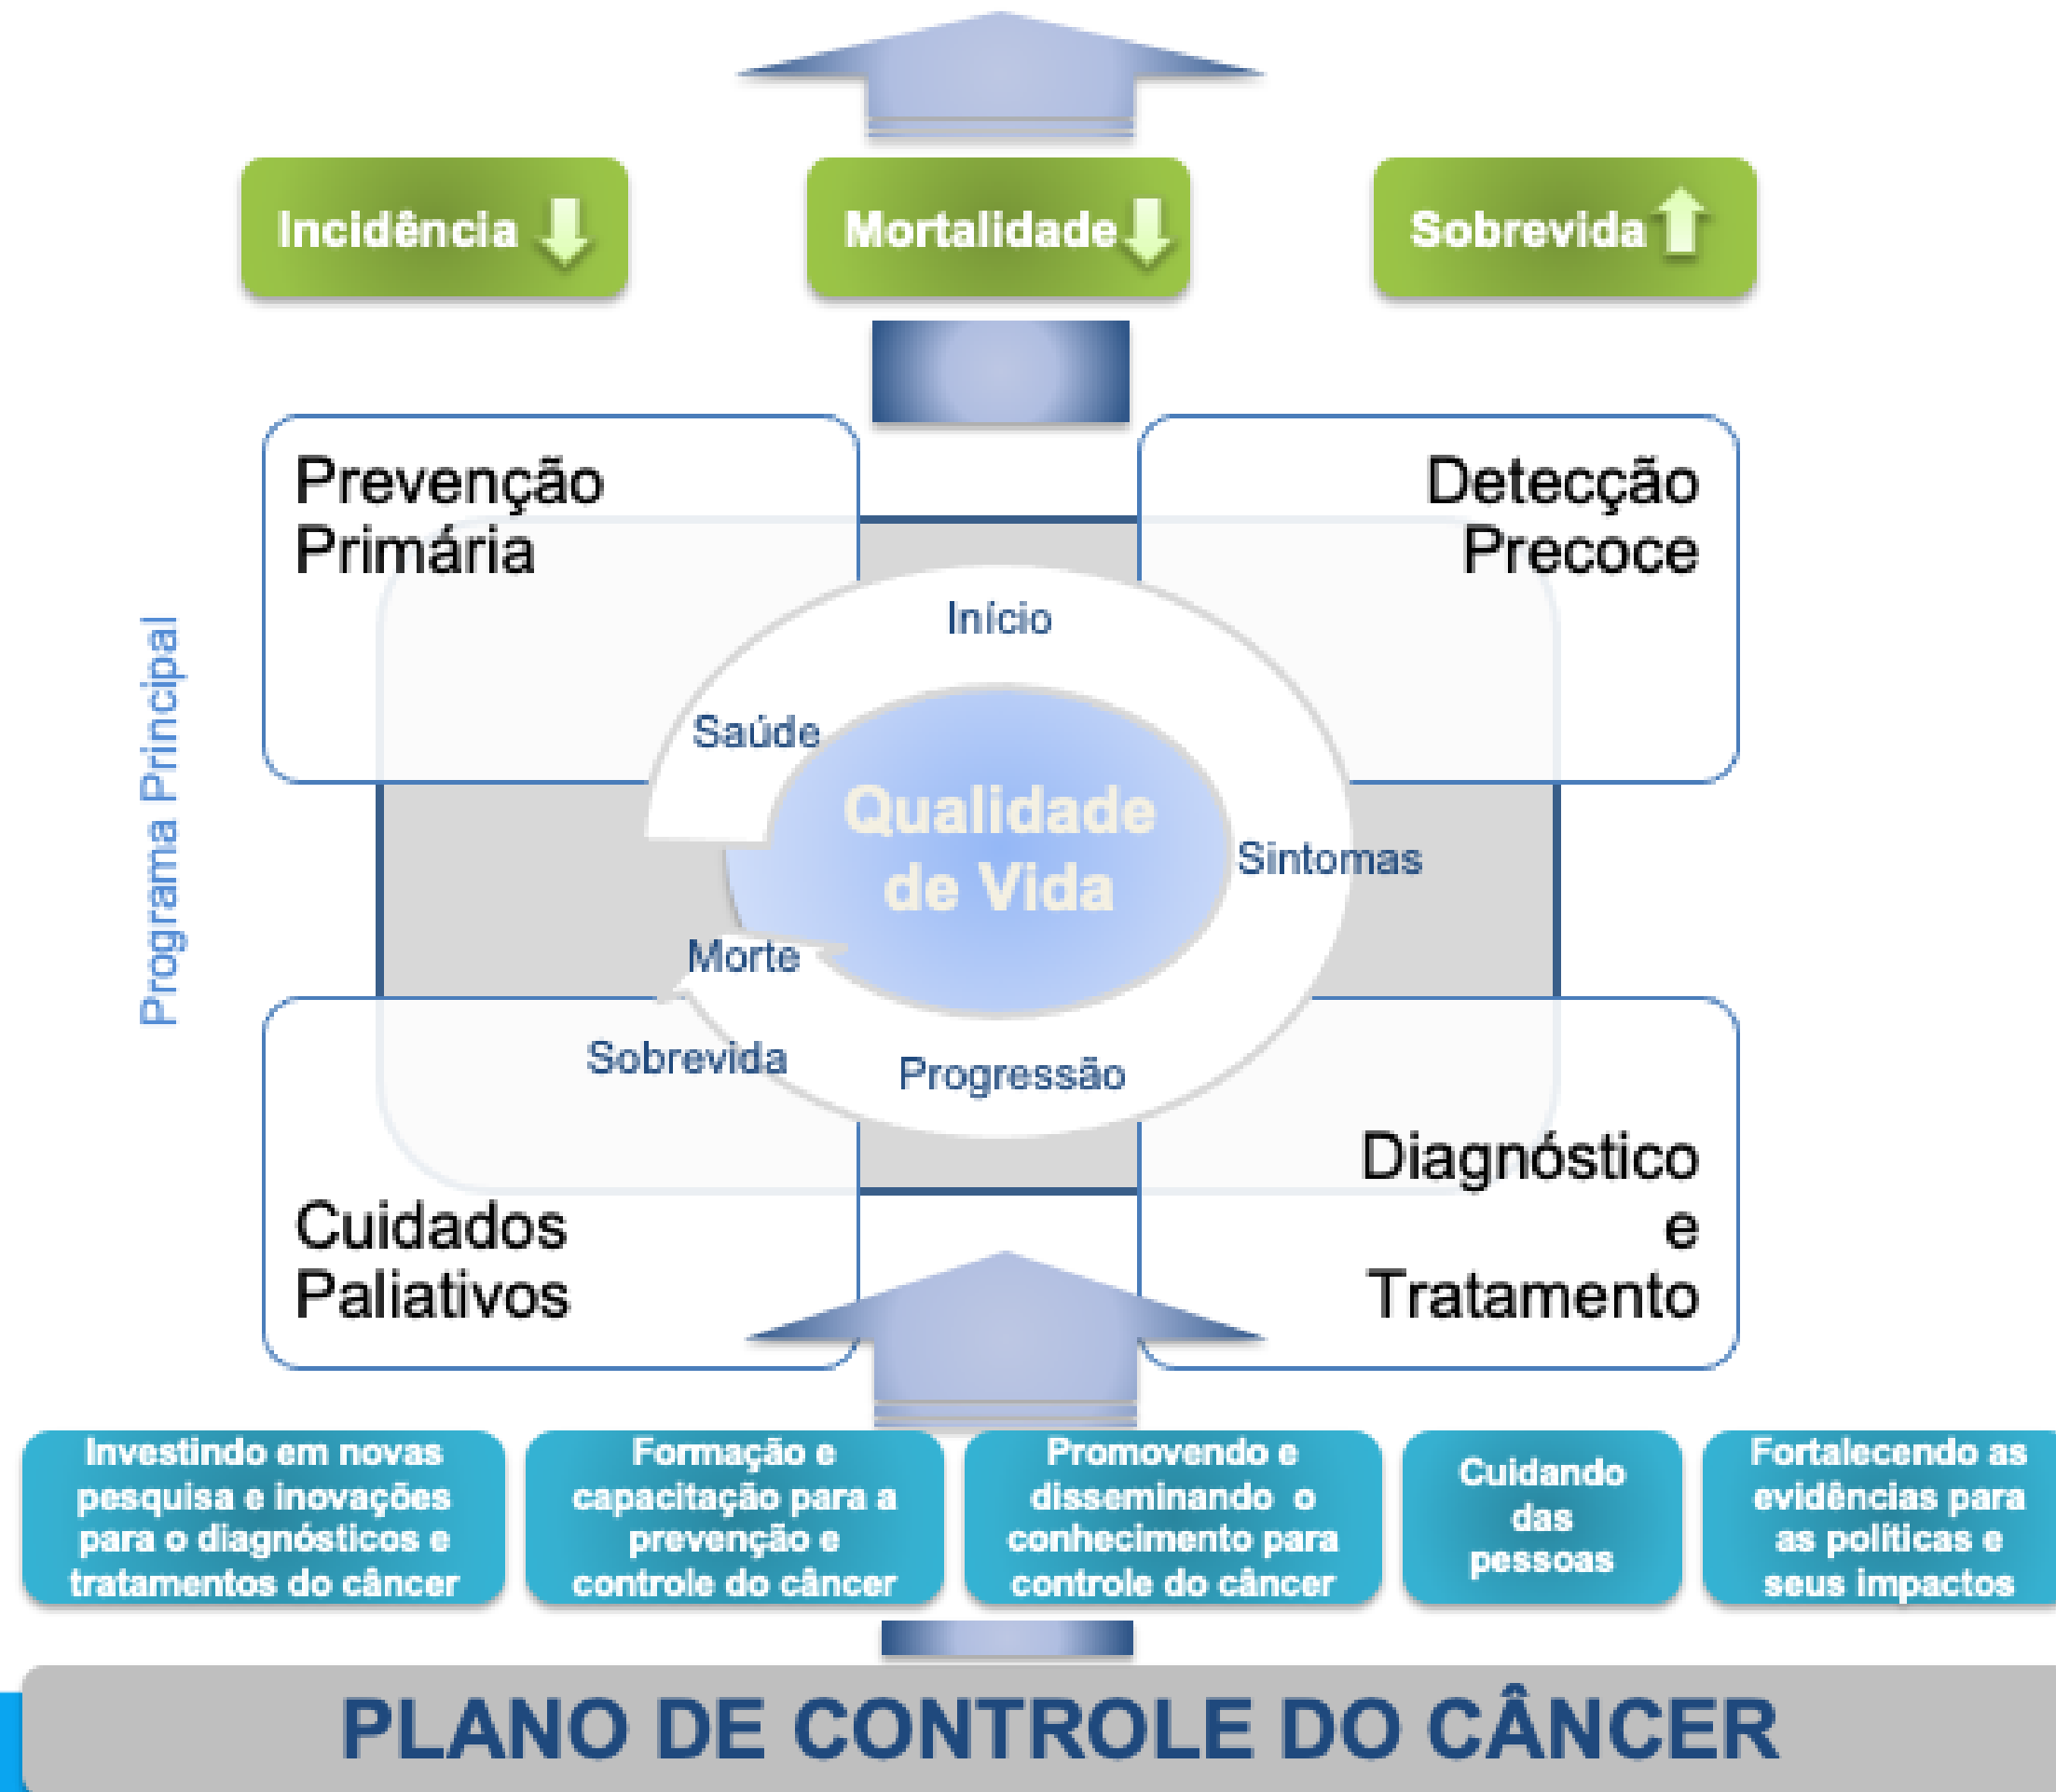 Incidência
Mortalidade
Sobrevida
Prevenção
Primária
Detecção
Precoce
Programa Principal
Início
Saúde
Qualidade
de Vida
Sintomas
Morte
Sobrevida
Progressão
Cuidados
Paliativos
Diagnóstico
e
Tratamento
Investindo em novas
pesquisa e inovações
para o diagnósticos e
tratamentos do câncer
Formação e
capacitação para a
prevenção e
controle do câncer
Promovendo e
disseminando o
conhecimento para
controle do câncer
Cuidando
das
pessoas
Fortalecendo as
evidências para
as políticas e
seus impactos
PLANO DE CONTROLE DO CÂNCER